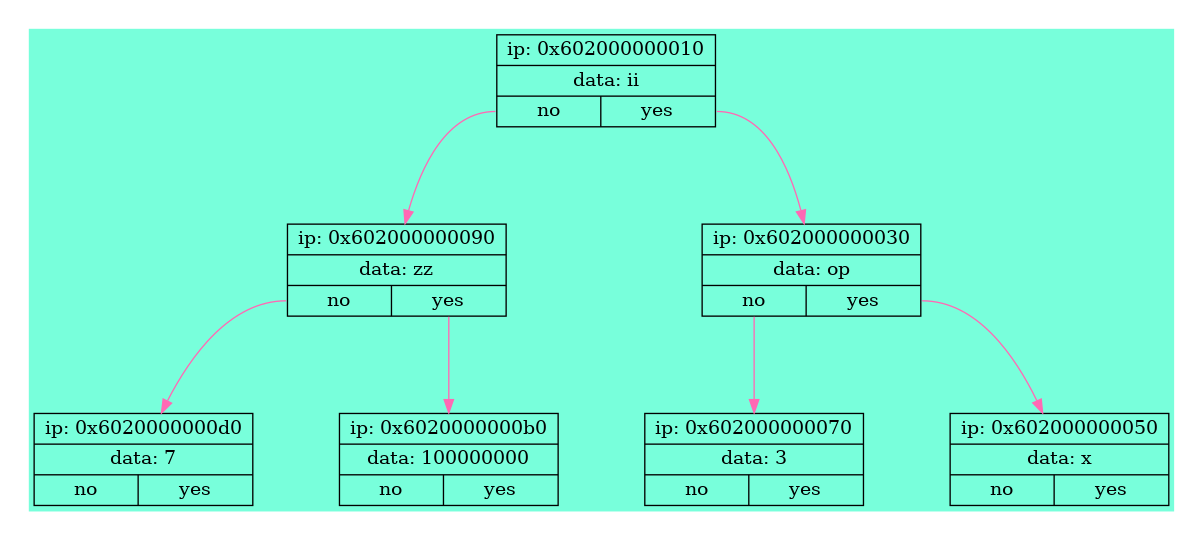 ip: 0x602000000010
data: ii
no yes
ip: 0x602000000090
data: zz
no yes
ip: 0x602000000030
data: op
no yes
ip: 0x6020000000d0
data: 7
no yes
ip: 0x6020000000b0
data: 100000000
no yes
ip: 0x602000000070
data: 3
no yes
ip: 0x602000000050
data: x
no yes